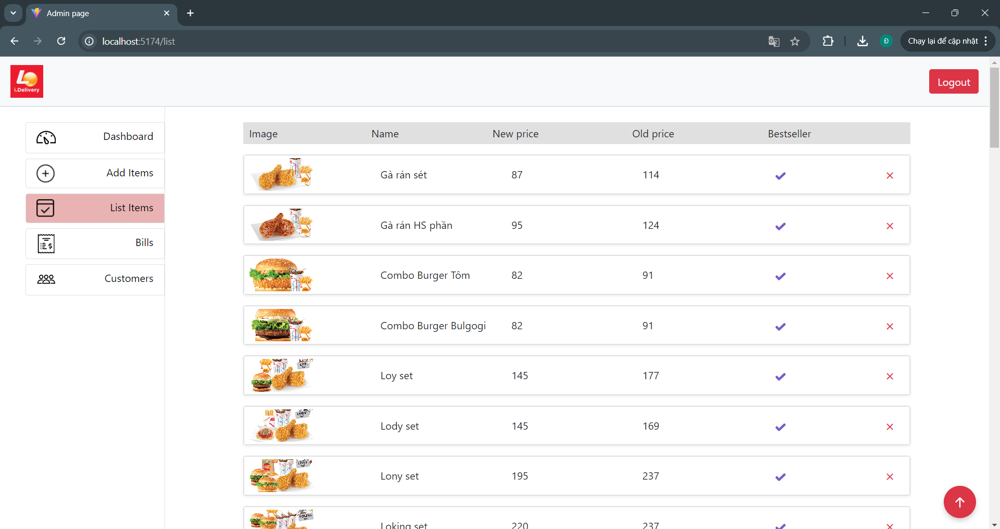 Admin page
localhost:5174/list
Đ
Chạy lại để cập nhật
L.Delivery
Logout
Dashboard
Add Items
List Items
Bills
Customers
Image Name New price Old price Bestseller
Gà rán sét 87 114
Gà rán HS phần 95 124
Combo Burger Tôm 82 91
Combo Burger Bulgogi 82 91
Loy set 145 177
Lody set 145 169
Lony set 195 237
Loking set 220 237